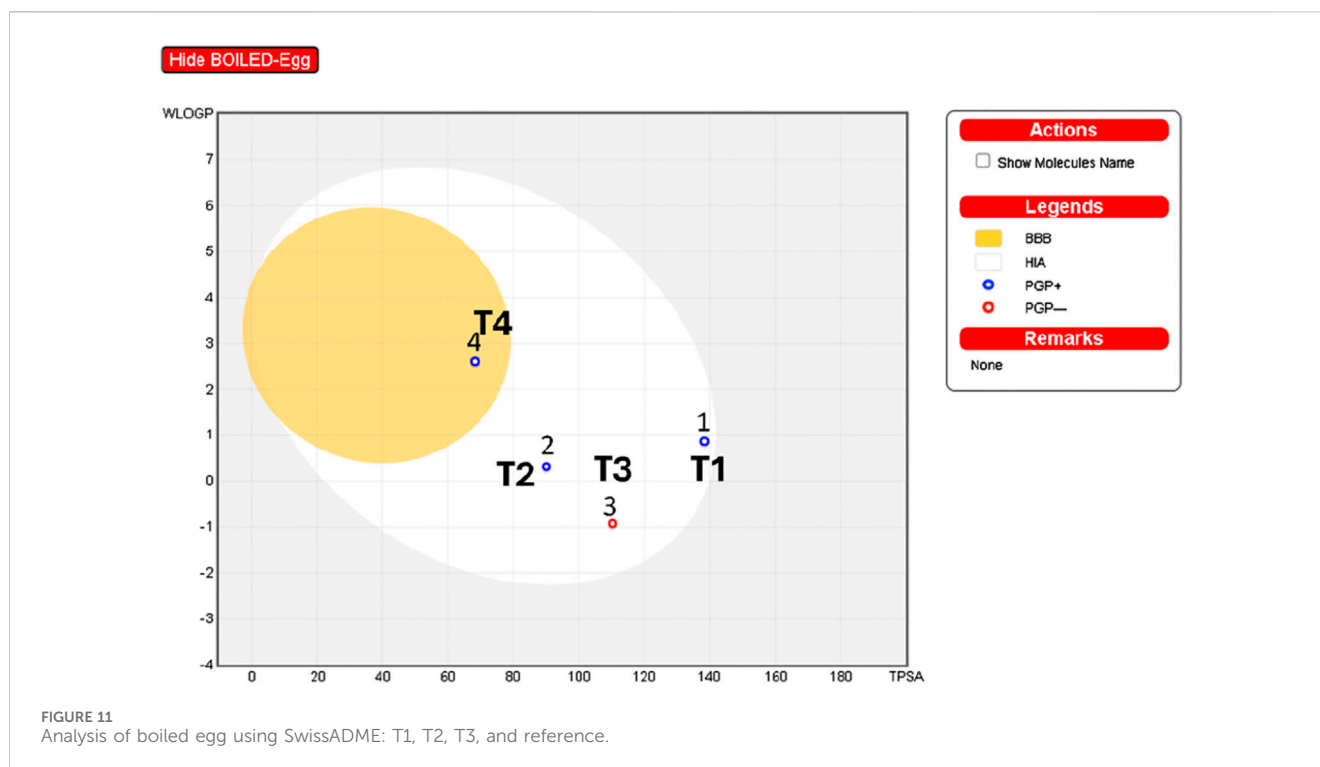 Hide BOILED-Egg
WLOGP
7
6
5
4
3
2
1
0
-1
-2
-3
-4
0 20 40 60 80 100 120 140 160 180 TPSA
T4
4
2
T2
T3
3
1
T1
Actions
Show Molecules Name
Legends
BBB
HIA
PGP+
PGP—
Remarks
None
FIGURE 11
Analysis of boiled egg using SwissADME: T1, T2, T3, and reference.